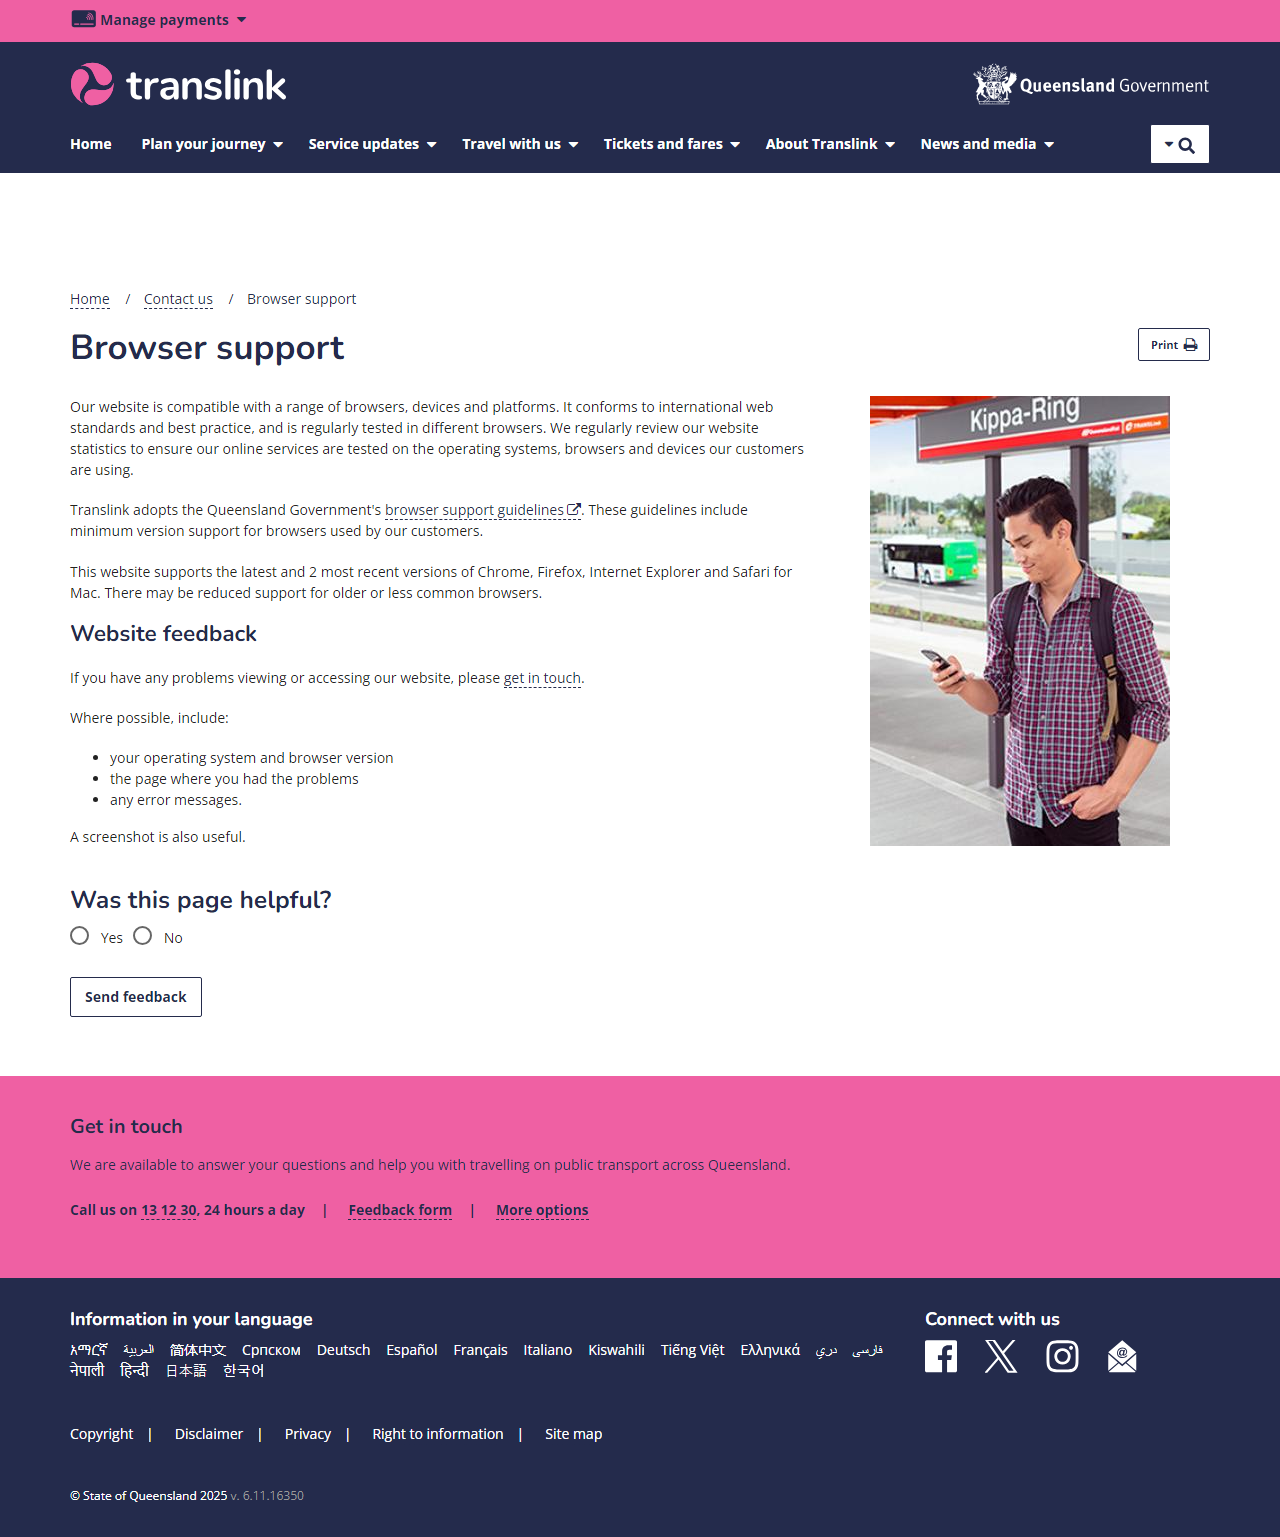 Manage payments
translink
Queensland Government
Home
Plan your journey
Service updates
Travel with us
Tickets and fares
About Translink
News and media
Home / Contact us / Browser support
Browser support
Print
Our website is compatible with a range of browsers, devices and platforms. It conforms to international web
standards and best practice, and is regularly tested in different browsers. We regularly review our website
statistics to ensure our online services are tested on the operating systems, browsers and devices our customers
are using.
Translink adopts the Queensland Government's browser support guidelines. These guidelines include
minimum version support for browsers used by our customers.
This website supports the latest and 2 most recent versions of Chrome, Firefox, Internet Explorer and Safari for
Mac. There may be reduced support for older or less common browsers.
Kippa-Ring
TRANSLink
Website feedback
If you have any problems viewing or accessing our website, please get in touch.
Where possible, include:
• your operating system and browser version
• the page where you had the problems
• any error messages.
A screenshot is also useful.
Was this page helpful?
Yes No
Send feedback
Get in touch
We are available to answer your questions and help you with travelling on public transport across Queensland.
Call us on 13 12 30, 24 hours a day | Feedback form | More options
Information in your language
አማርኛ العربية 简体中文 Српском Deutsch Español Français Italiano Kiswahili Tiếng Việt Ελληνικά دري فارسی
नेपाली हिन्दी 日本語 한국어
Connect with us
Copyright | Disclaimer | Privacy | Right to information | Site map
© State of Queensland 2025 v. 6.11.16350